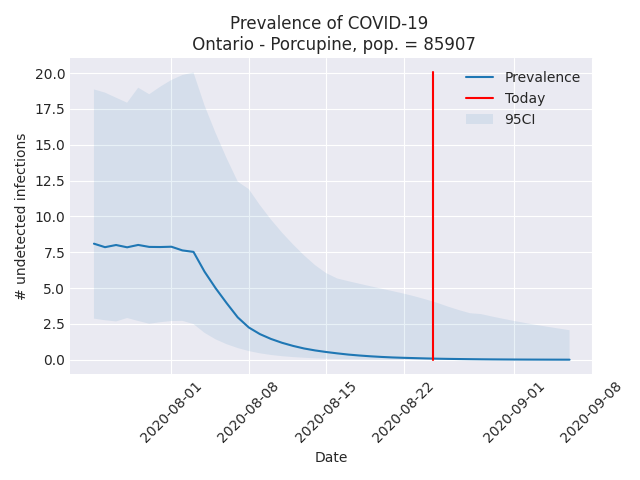 Prevalence of COVID-19
Ontario - Porcupine, pop. = 85907
20.0
17.5
15.0
12.5
10.0
7.5
5.0
2.5
0.0
# undetected infections
Prevalence
Today
95CI
2020-08-01
2020-08-08
2020-08-15
2020-08-22
2020-09-01
2020-09-08
Date